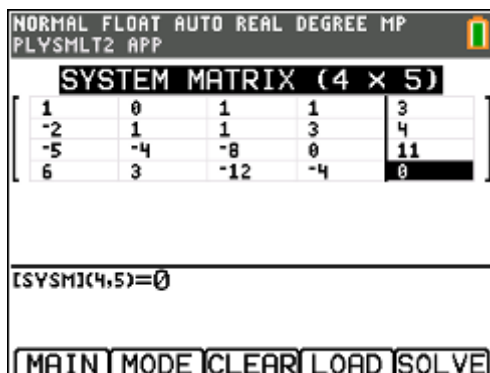 NORMAL FLOAT AUTO REAL DEGREE MP
PLYSMLT2 APP
SYSTEM MATRIX (4 × 5)
1 0 1 1 3
-2 1 1 3 4
-5 -4 -8 0 11
6 3 -12 -4 0
[SYSM](4,5)=0
MAIN MODE CLEAR LOAD SOLVE